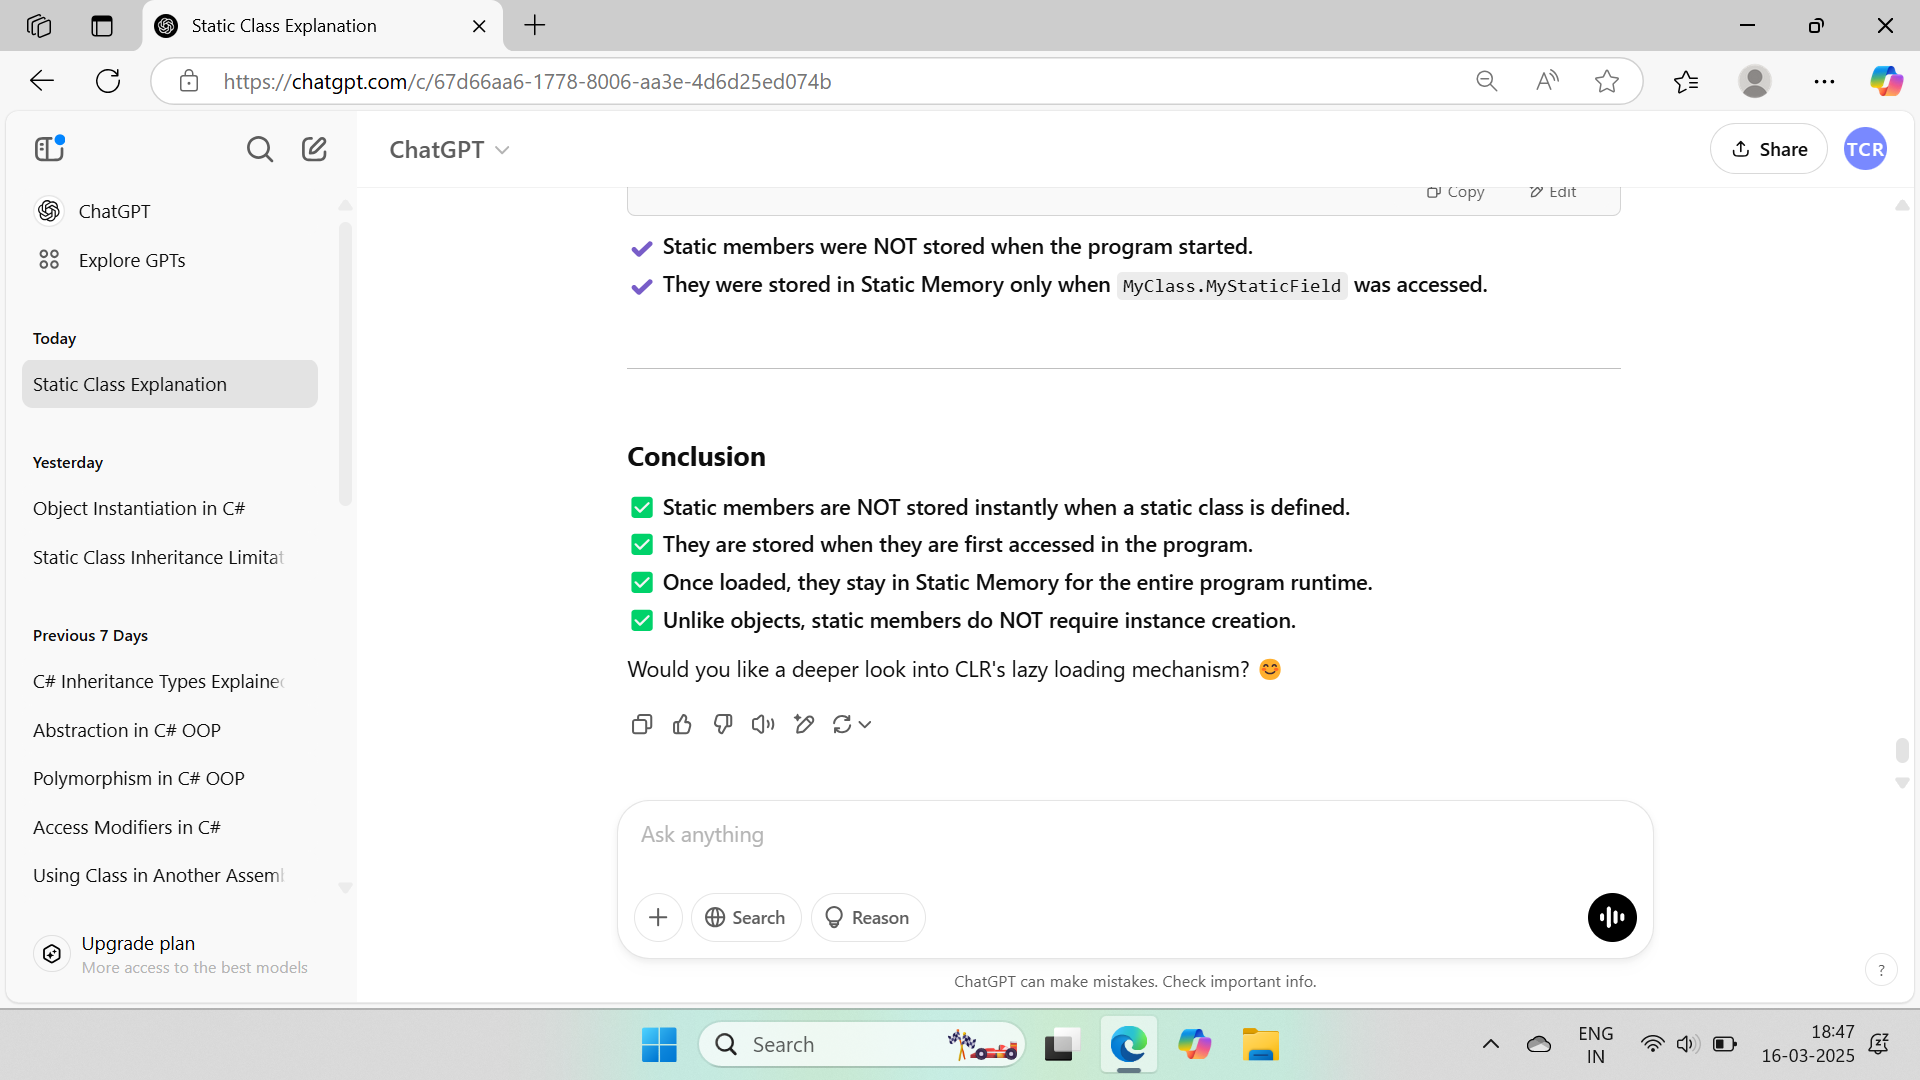 Static Class Explanation
https://chatgpt.com/c/67d66aa6-1778-8006-aa3e-4d6d25ed074b
ChatGPT
Share
TCR
ChatGPT
Explore GPTs
Today
Static Class Explanation
Yesterday
Object Instantiation in C#
Static Class Inheritance Limitat
Previous 7 Days
C# Inheritance Types Explained
Abstraction in C# OOP
Polymorphism in C# OOP
Access Modifiers in C#
Using Class in Another Assemb
Upgrade plan
More access to the best models
Copy Edit
Static members were NOT stored when the program started.
They were stored in Static Memory only when MyClass.MyStaticField was accessed.
Conclusion
Static members are NOT stored instantly when a static class is defined.
They are stored when they are first accessed in the program.
Once loaded, they stay in Static Memory for the entire program runtime.
Unlike objects, static members do NOT require instance creation.
Would you like a deeper look into CLR's lazy loading mechanism? 😊
Ask anything
Search Reason
ChatGPT can make mistakes. Check important info.
?
Search
ENG
IN
18:47
16-03-2025